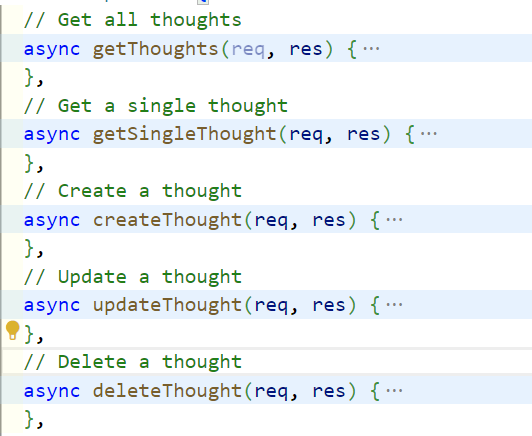 // Get all thoughts
async getThoughts(req, res) { ···
},
// Get a single thought
async getSingleThought(req, res) { ···
},
// Create a thought
async createThought(req, res) { ···
},
// Update a thought
async updateThought(req, res) { ···
},
// Delete a thought
async deleteThought(req, res) { ···
},